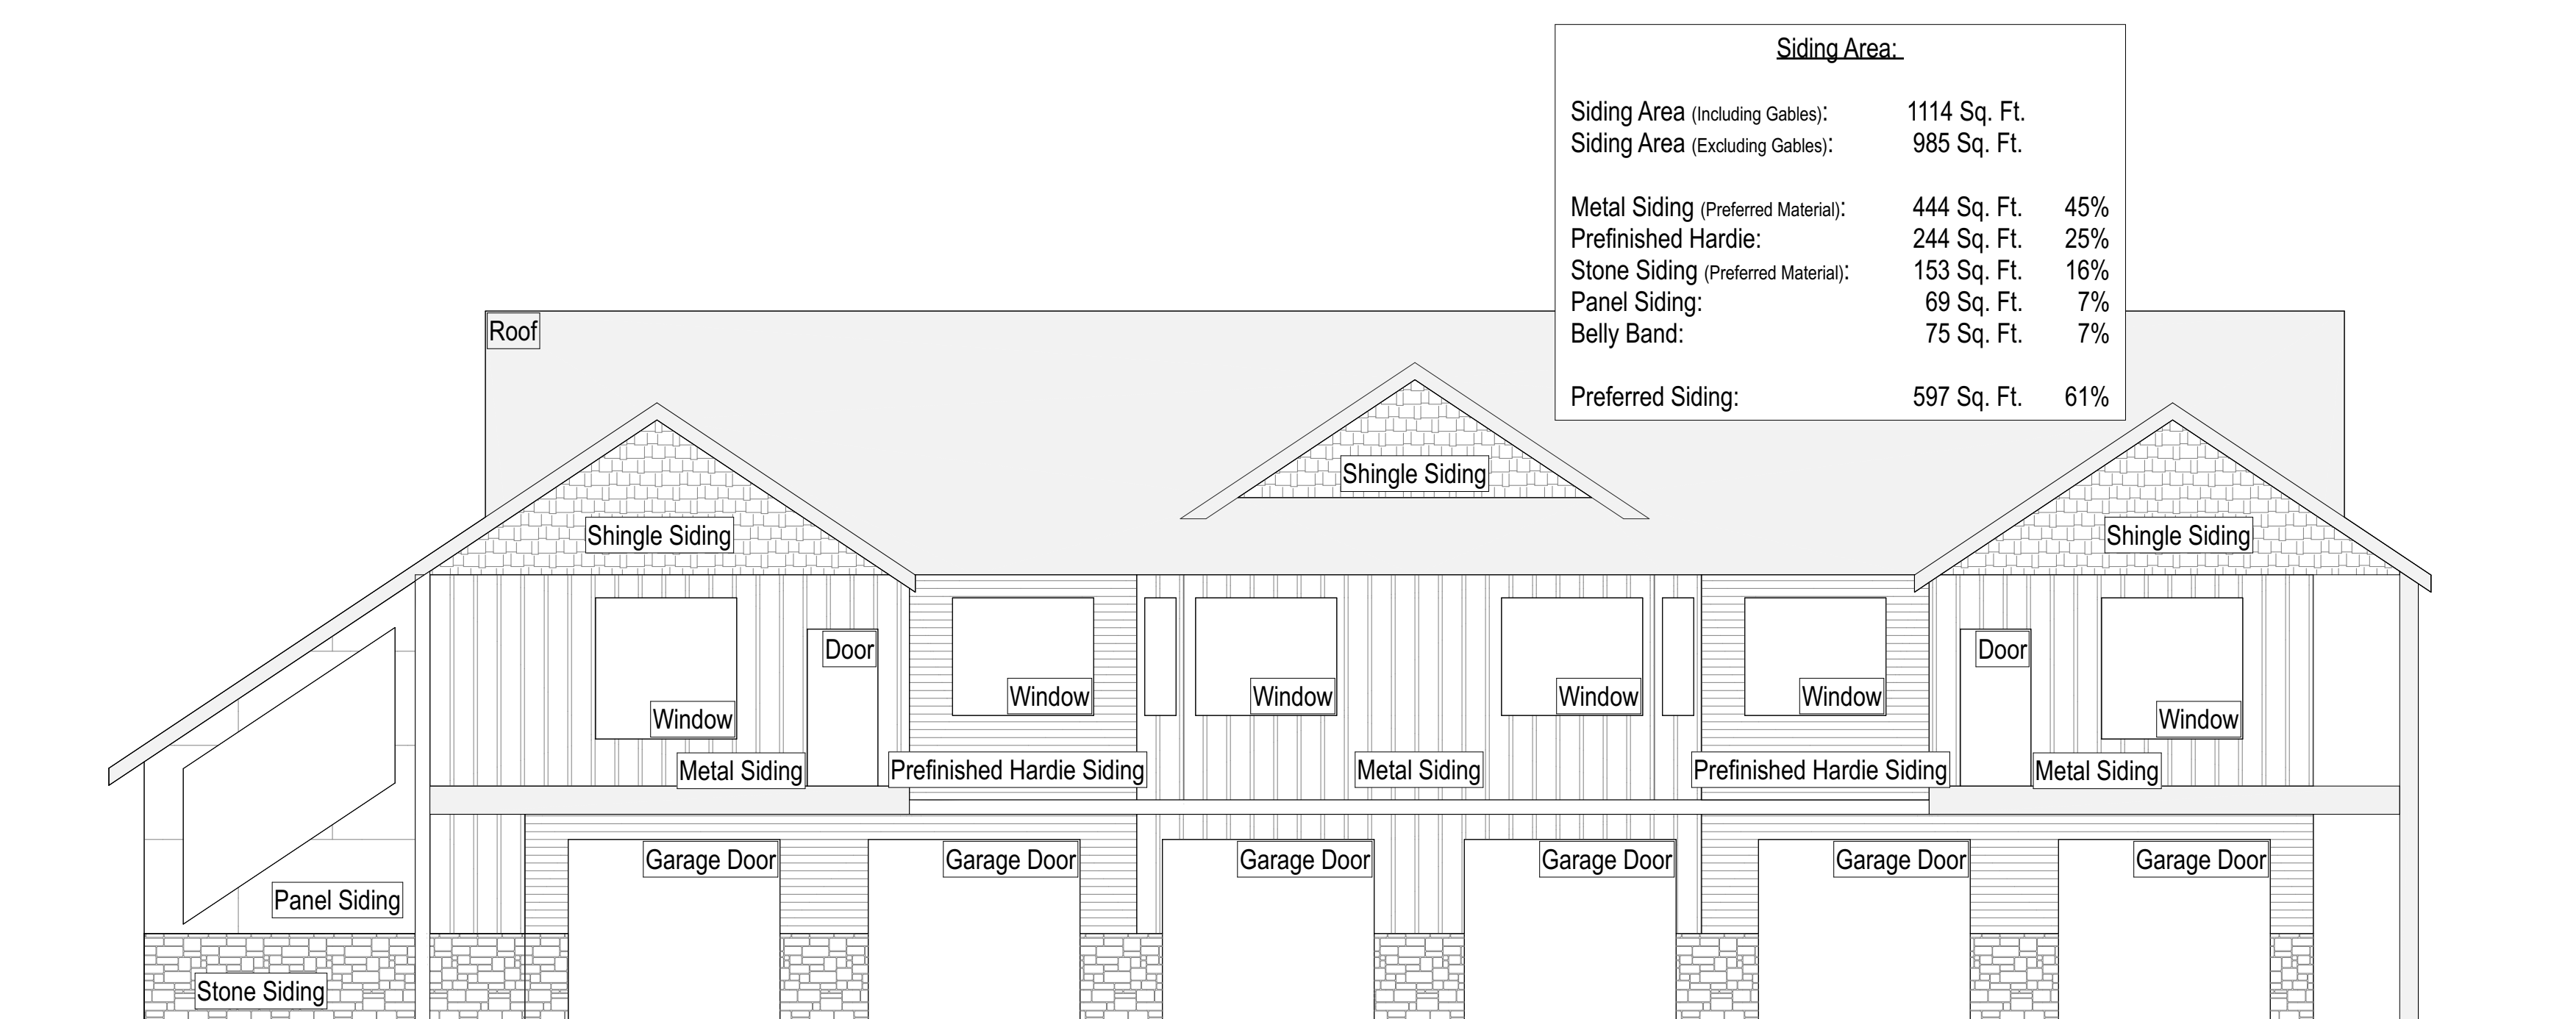 Siding Area:
Siding Area (Including Gables): 1114 Sq. Ft.
Siding Area (Excluding Gables): 985 Sq. Ft.
Metal Siding (Preferred Material): 444 Sq. Ft. 45%
Prefinished Hardie: 244 Sq. Ft. 25%
Stone Siding (Preferred Material): 153 Sq. Ft. 16%
Panel Siding: 69 Sq. Ft. 7%
Belly Band: 75 Sq. Ft. 7%
Preferred Siding: 597 Sq. Ft. 61%
Roof
Shingle Siding
Shingle Siding
Shingle Siding
Door
Door
Window
Window
Window
Window
Window
Window
Metal Siding
Prefinished Hardie Siding
Metal Siding
Prefinished Hardie Siding
Metal Siding
Garage Door
Garage Door
Garage Door
Garage Door
Garage Door
Garage Door
Panel Siding
Stone Siding